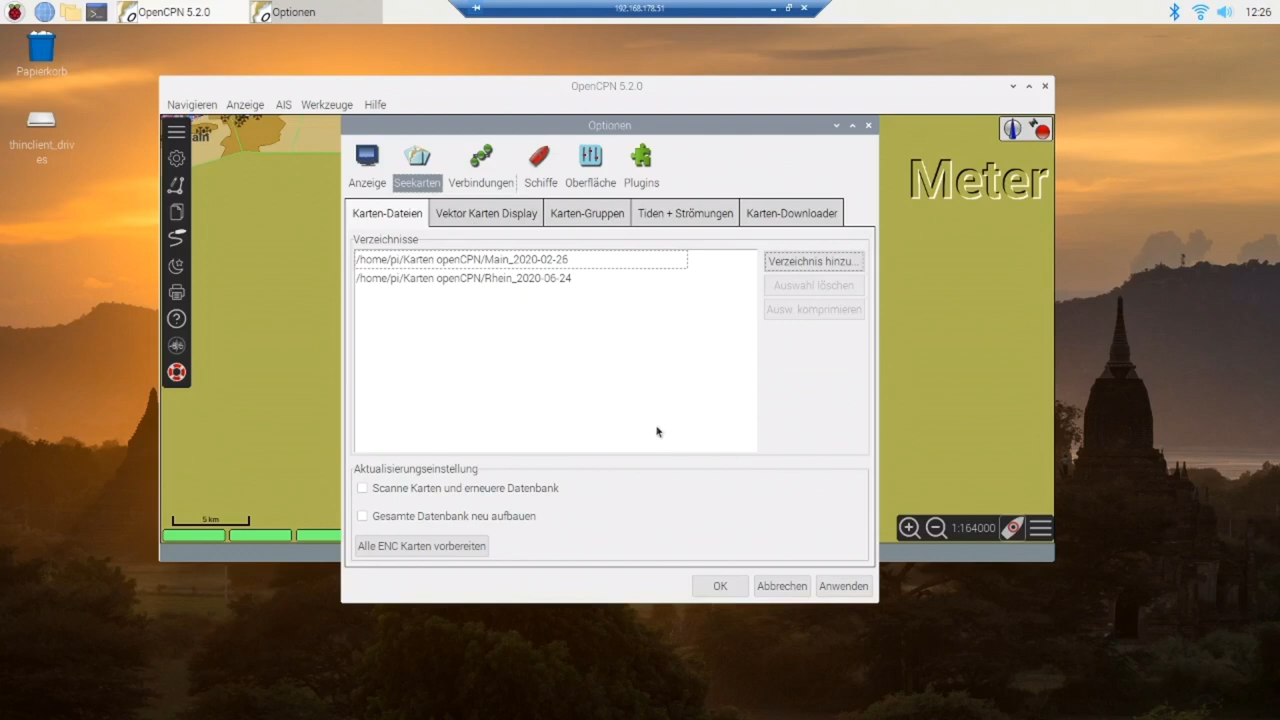 OpenCPN 5.2.0
Optionen
192.168.178.31
12:26
Papierkorb
thinclient_driv
es
OpenCPN 5.2.0
Navigieren Anzeige AIS Werkzeuge Hilfe
ain
Meter
Optionen
Anzeige Seekarten Verbindungen Schiffe Oberfläche Plugins
Karten-Dateien Vektor Karten Display Karten-Gruppen Tiden + Strömungen Karten-Downloader
Verzeichnisse
/home/pi/Karten openCPN/Main_2020-02-26
/home/pi/Karten openCPN/Rhein_2020-06-24
Verzeichnis hinzu...
Auswahl löschen
Ausw. komprimieren
Aktualisierungseinstellung
Scanne Karten und erneuere Datenbank
Gesamte Datenbank neu aufbauen
Alle ENC Karten vorbereiten
OK Abbrechen Anwenden
5 km
1:164000